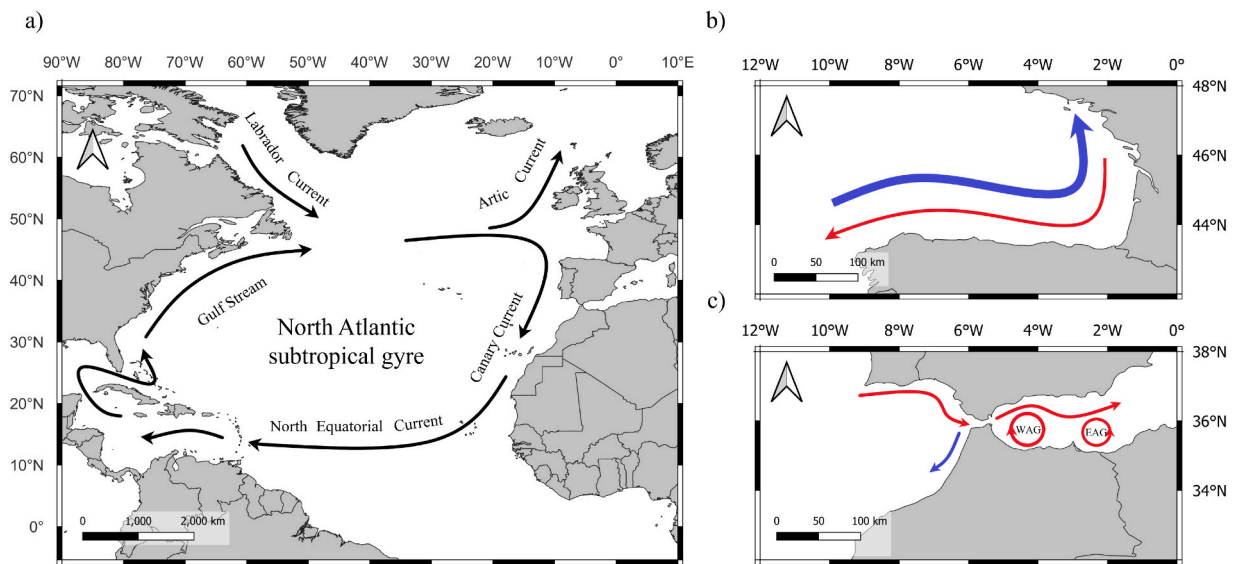 a)
90°W 80°W 70°W 60°W 50°W 40°W 30°W 20°W 10°W 0° 10°E
70°N
60°N
50°N
40°N
30°N
20°N
10°N
0°
Labrador Current
Artic Current
Gulf Stream
North Atlantic
subtropical gyre
Canary Current
North Equatorial Current
0 1,000 2,000 km
b)
12°W 10°W 8°W 6°W 4°W 2°W 0°
48°N
46°N
44°N
0 50 100 km
c)
12°W 10°W 8°W 6°W 4°W 2°W 0°
38°N
36°N
34°N
WAG
EAG
0 50 100 km